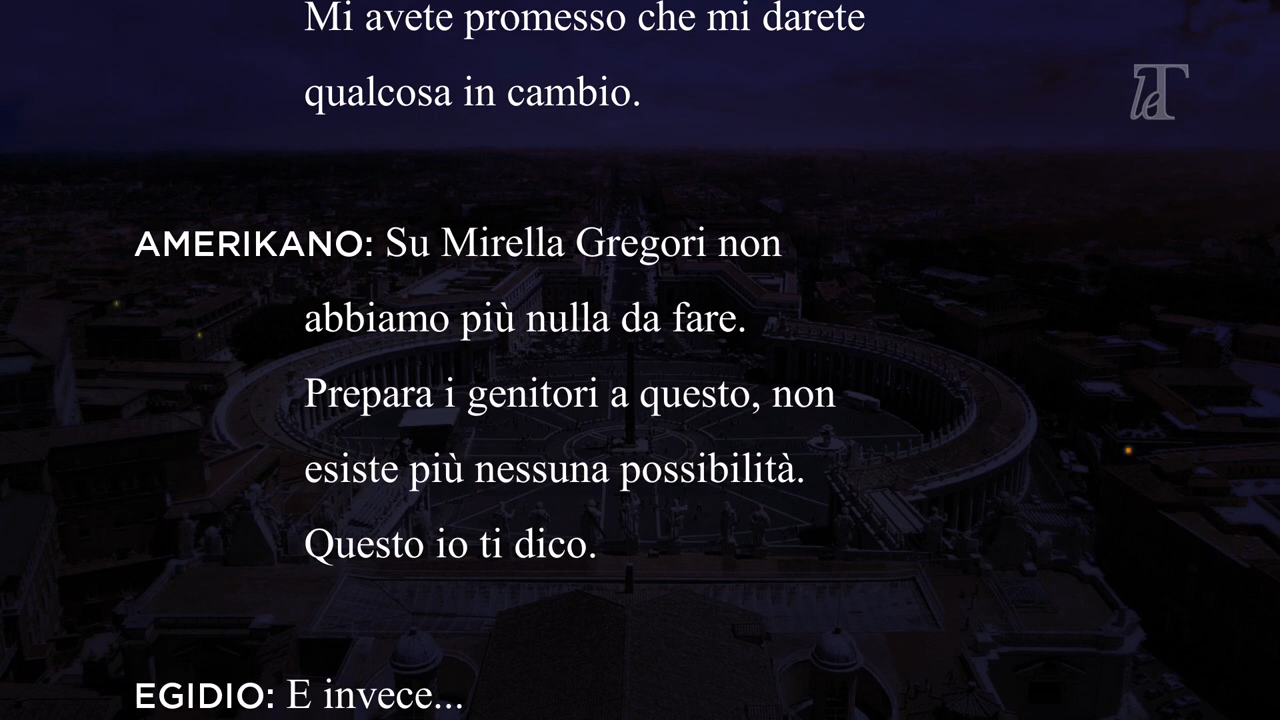 Mi avete promesso che mi darete
qualcosa in cambio.
leT
AMERIKANO: Su Mirella Gregori non
abbiamo più nulla da fare.
Prepara i genitori a questo, non
esiste più nessuna possibilità.
Questo io ti dico.
EGIDIO: E invece...